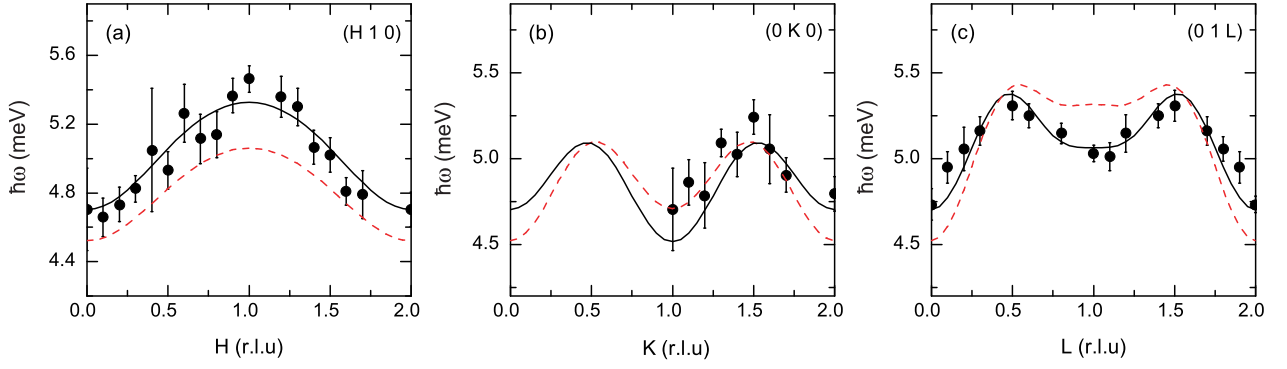 (a)
(H 1 0)
5.6
5.2
4.8
4.4
ħω (meV)
0.0 0.5 1.0 1.5 2.0
H (r.l.u)
(b)
(0 K 0)
5.5
5.0
4.5
ħω (meV)
0.0 0.5 1.0 1.5 2.0
K (r.l.u)
(c)
(0 1 L)
5.5
5.0
4.5
ħω (meV)
0.0 0.5 1.0 1.5 2.0
L (r.l.u)